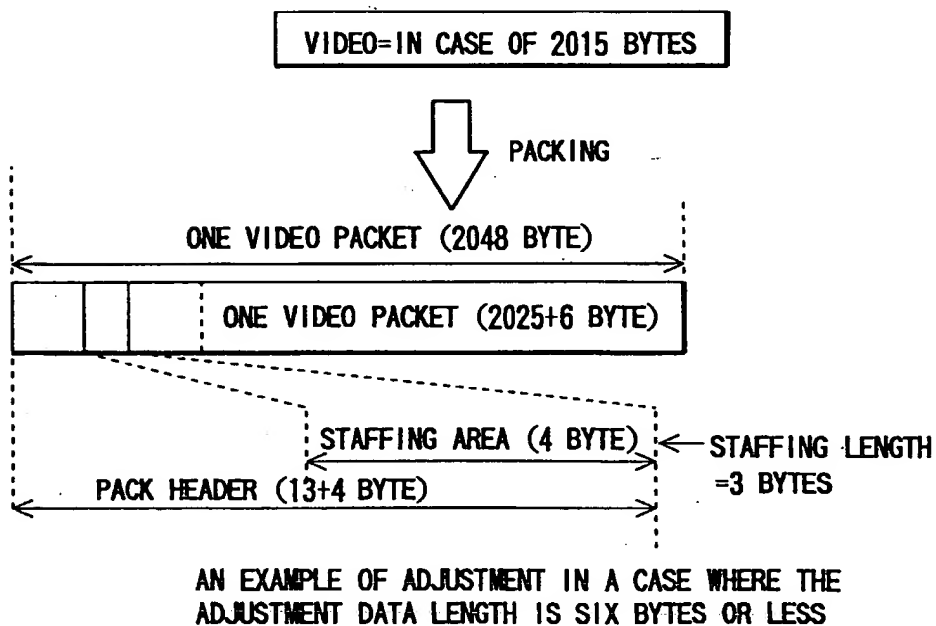 VIDEO=IN CASE OF 2015 BYTES
PACKING
ONE VIDEO PACKET (2048 BYTE)
ONE VIDEO PACKET (2025+6 BYTE)
STAFFING AREA (4 BYTE)
STAFFING LENGTH
=3 BYTES
PACK HEADER (13+4 BYTE)
AN EXAMPLE OF ADJUSTMENT IN A CASE WHERE THE
ADJUSTMENT DATA LENGTH IS SIX BYTES OR LESS